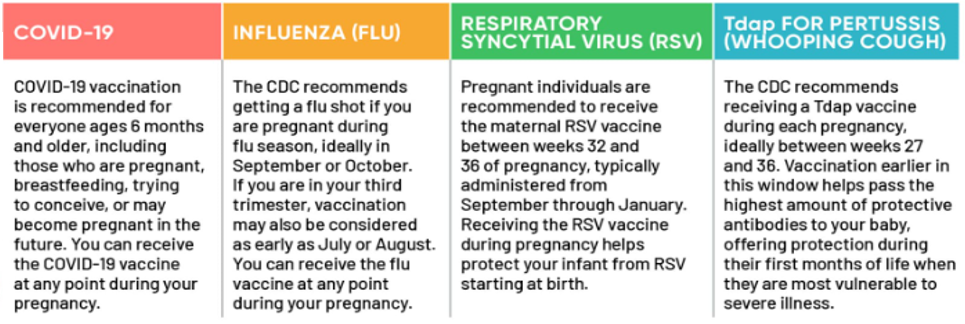 COVID-19
COVID-19 vaccination
is recommended for
everyone ages 6 months
and older, including
those who are pregnant,
breastfeeding, trying
to conceive, or may
become pregnant in the
future. You can receive
the COVID-19 vaccine
at any point during your
pregnancy.
INFLUENZA (FLU)
The CDC recommends
getting a flu shot if you
are pregnant during
flu season, ideally in
September or October.
If you are in your third
trimester, vaccination
may also be considered
as early as July or August.
You can receive the flu
vaccine at any point
during your pregnancy.
RESPIRATORY
SYNCYTIAL VIRUS (RSV)
Pregnant individuals are
recommended to receive
the maternal RSV vaccine
between weeks 32 and
36 of pregnancy, typically
administered from
September through January.
Receiving the RSV vaccine
during pregnancy helps
protect your infant from RSV
starting at birth.
Tdap FOR PERTUSSIS
(WHOOPING COUGH)
The CDC recommends
receiving a Tdap vaccine
during each pregnancy,
ideally between weeks 27
and 36. Vaccination earlier in
this window helps pass the
highest amount of protective
antibodies to your baby,
offering protection during
their first months of life when
they are most vulnerable to
severe illness.